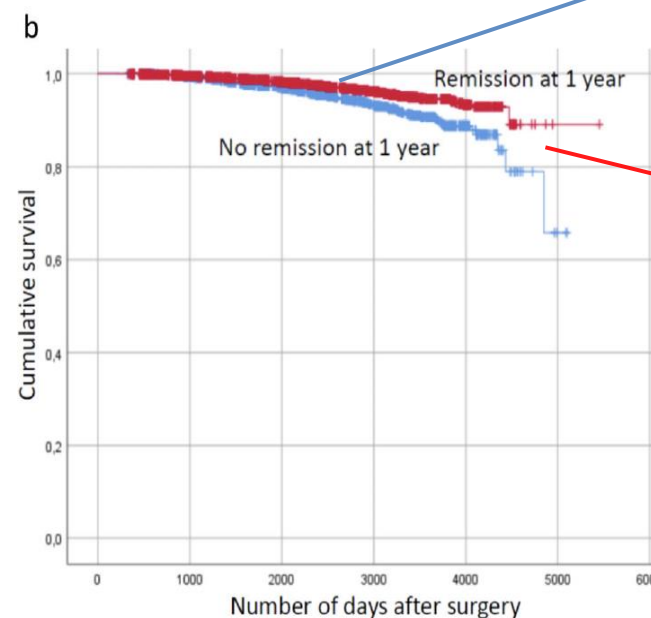 b
1,0
Remission at 1 year
No remission at 1 year
0,8
0,6
0,4
0,2
0,0
Cumulative survival
0 1000 2000 3000 4000 5000 600
Number of days after surgery